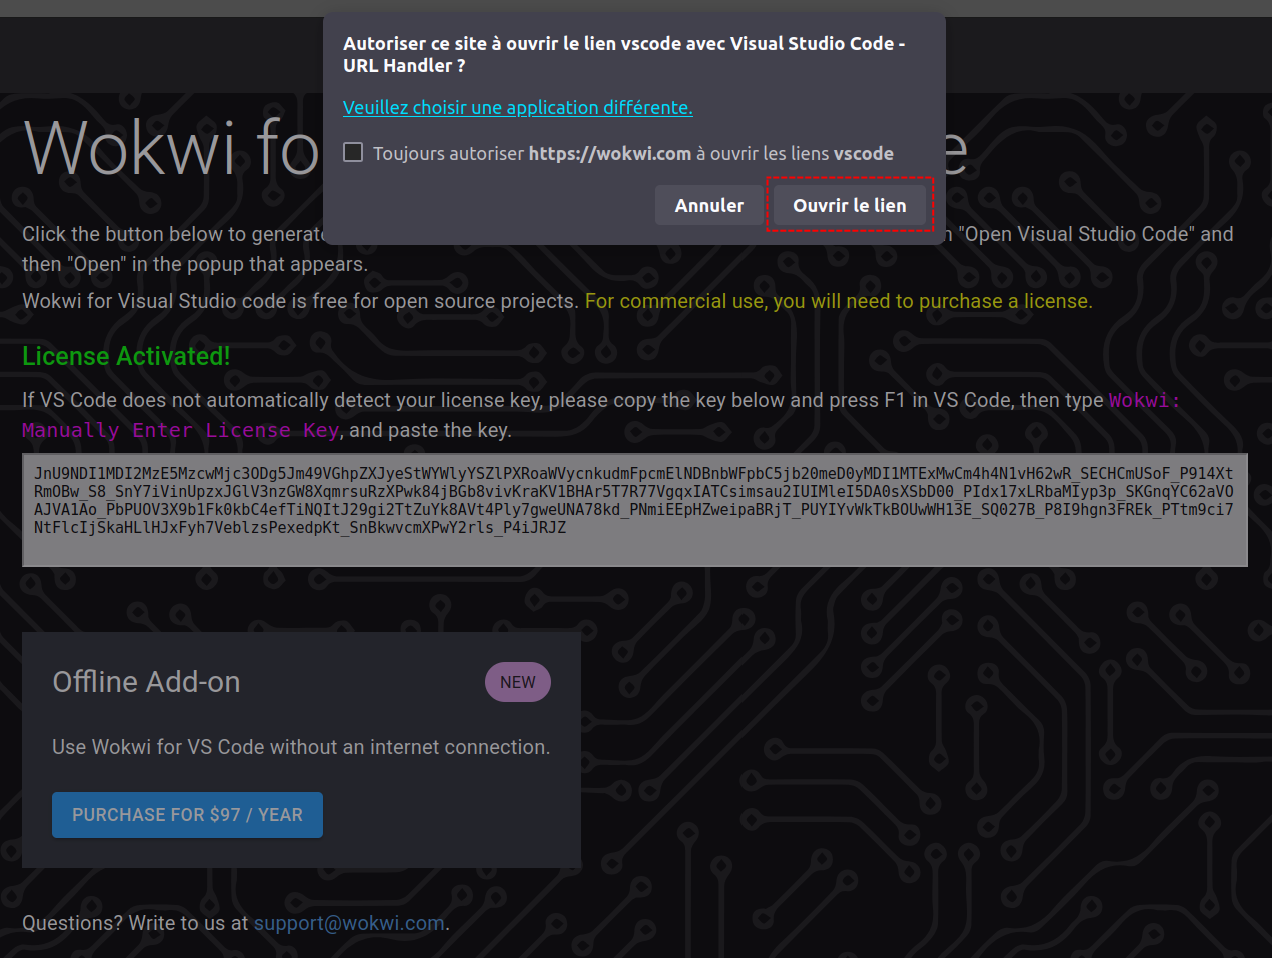 Autoriser ce site à ouvrir le lien vscode avec Visual Studio Code -
URL Handler ?
Veuillez choisir une application différente.
Toujours autoriser https://wokwi.com à ouvrir les liens vscode
Annuler
Ouvrir le lien
Wokwi fo e
Click the button below to generate "Open Visual Studio Code" and
then "Open" in the popup that appears.
Wokwi for Visual Studio code is free for open source projects. For commercial use, you will need to purchase a license.
License Activated!
If VS Code does not automatically detect your license key, please copy the key below and press F1 in VS Code, then type Wokwi:
Manually Enter License Key, and paste the key.
JnU9NDI1MDI2MzE5MzcwMjc3ODg5Jm49VGhpZXJyeStWYWlyYSZlPXRoaWVycnkudmFpcmElNDBnbWFpbC5jb20meD0yMDI1MTExMwCm4h4N1vH62wR_SECHCmUSoF_P914Xt
RmOBw_S8_SnY7iVinUpzxJGlV3nzGW8XqmrsuRzXPwk84jBGb8vivKraKV1BHAr5T7R77VgqxIATCsimsau2IUIMleI5DA0sXSbD00_PIdx17xLRbaMIyp3p_SKGnqYC62aVO
AJVA1Ao_PbPUOV3X9b1Fk0kbC4efTiNQItJ29gi2TtZuYk8AVt4Ply7gweUNA78kd_PNmiEEpHZweipaBRjT_PUYIYvWkTkBOUwWH13E_SQ027B_P8I9hgn3FREk_PTtm9ci7
NtFlcIjSkaHLlHJxFyh7VeblzsPexedpKt_SnBkwvcmXPwY2rls_P4iJRJZ
Offline Add-on
NEW
Use Wokwi for VS Code without an internet connection.
PURCHASE FOR $97 / YEAR
Questions? Write to us at support@wokwi.com.